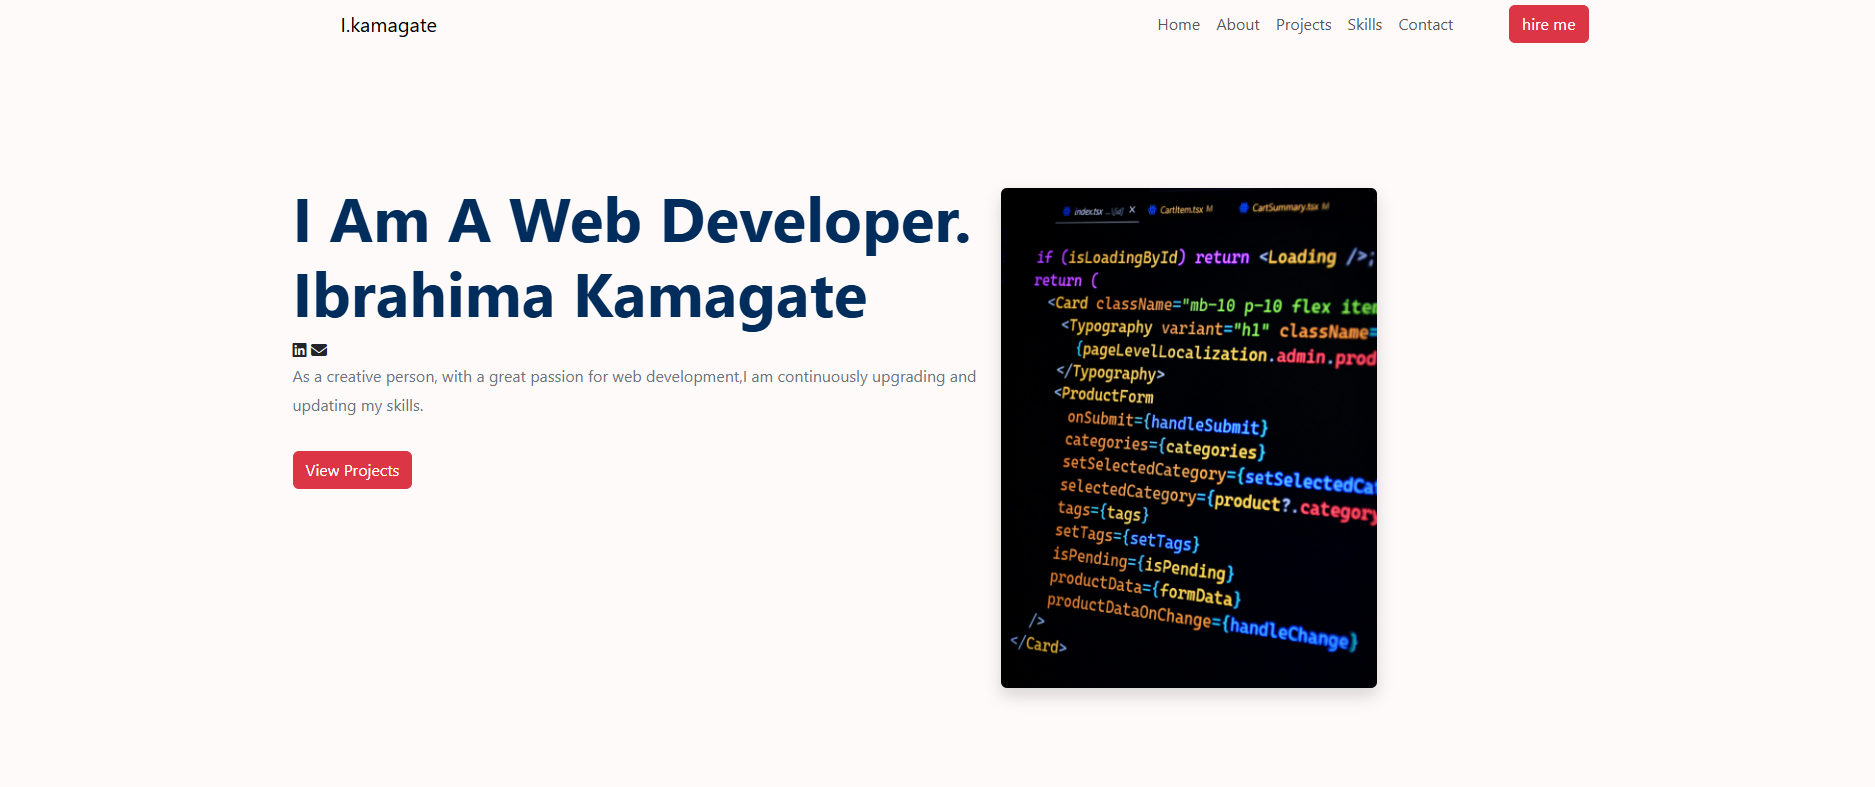 I.kamagate
Home About Projects Skills Contact hire me
I Am A Web Developer.
Ibrahima Kamagate
As a creative person, with a great passion for web development,I am continuously upgrading and
updating my skills.
View Projects
index.tsx ...\[id] X CartItem.tsx M CartSummary.tsx M
if (isLoadingById) return <Loading />;
return (
<Card className="mb-10 p-10 flex item
<Typography variant="h1" className=
{pageLevelLocalization.admin.prod
</Typography>
<ProductForm
onSubmit={handleSubmit}
categories={categories}
setSelectedCategory={setSelectedCat
selectedCategory={product?.category
tags={tags}
setTags={setTags}
isPending={isPending}
productData={formData}
productDataOnChange={handleChange}
/>
</Card>